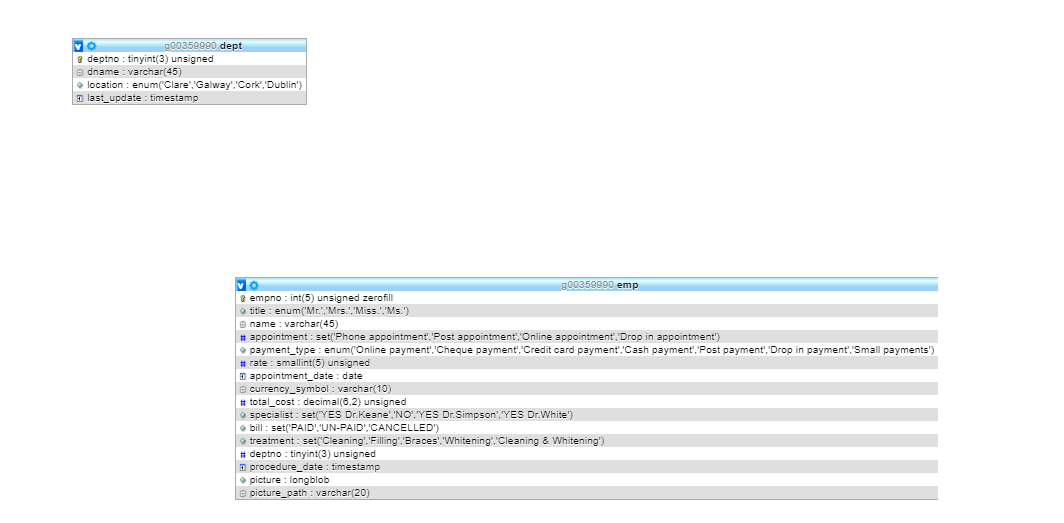 g00359990 dept
deptno : tinyint(3) unsigned
dname : varchar(45)
location : enum('Clare','Galway','Cork','Dublin')
last_update : timestamp
g00359990 emp
empno : int(5) unsigned zerofill
title : enum('Mr.','Mrs.','Miss.','Ms.')
name : varchar(45)
appointment : set('Phone appointment','Post appointment','Online appointment','Drop in appointment')
payment_type : enum('Online payment','Cheque payment','Credit card payment','Cash payment','Post payment','Drop in payment','Small payments')
rate : smallint(5) unsigned
appointment_date : date
currency_symbol : varchar(10)
total_cost : decimal(6,2) unsigned
specialist : set('YES Dr.Keane','NO','YES Dr.Simpson','YES Dr.White')
bill : set('PAID','UN-PAID','CANCELLED')
treatment : set('Cleaning','Filling','Braces','Whitening','Cleaning & Whitening')
deptno : tinyint(3) unsigned
procedure_date : timestamp
picture : longblob
picture_path : varchar(20)